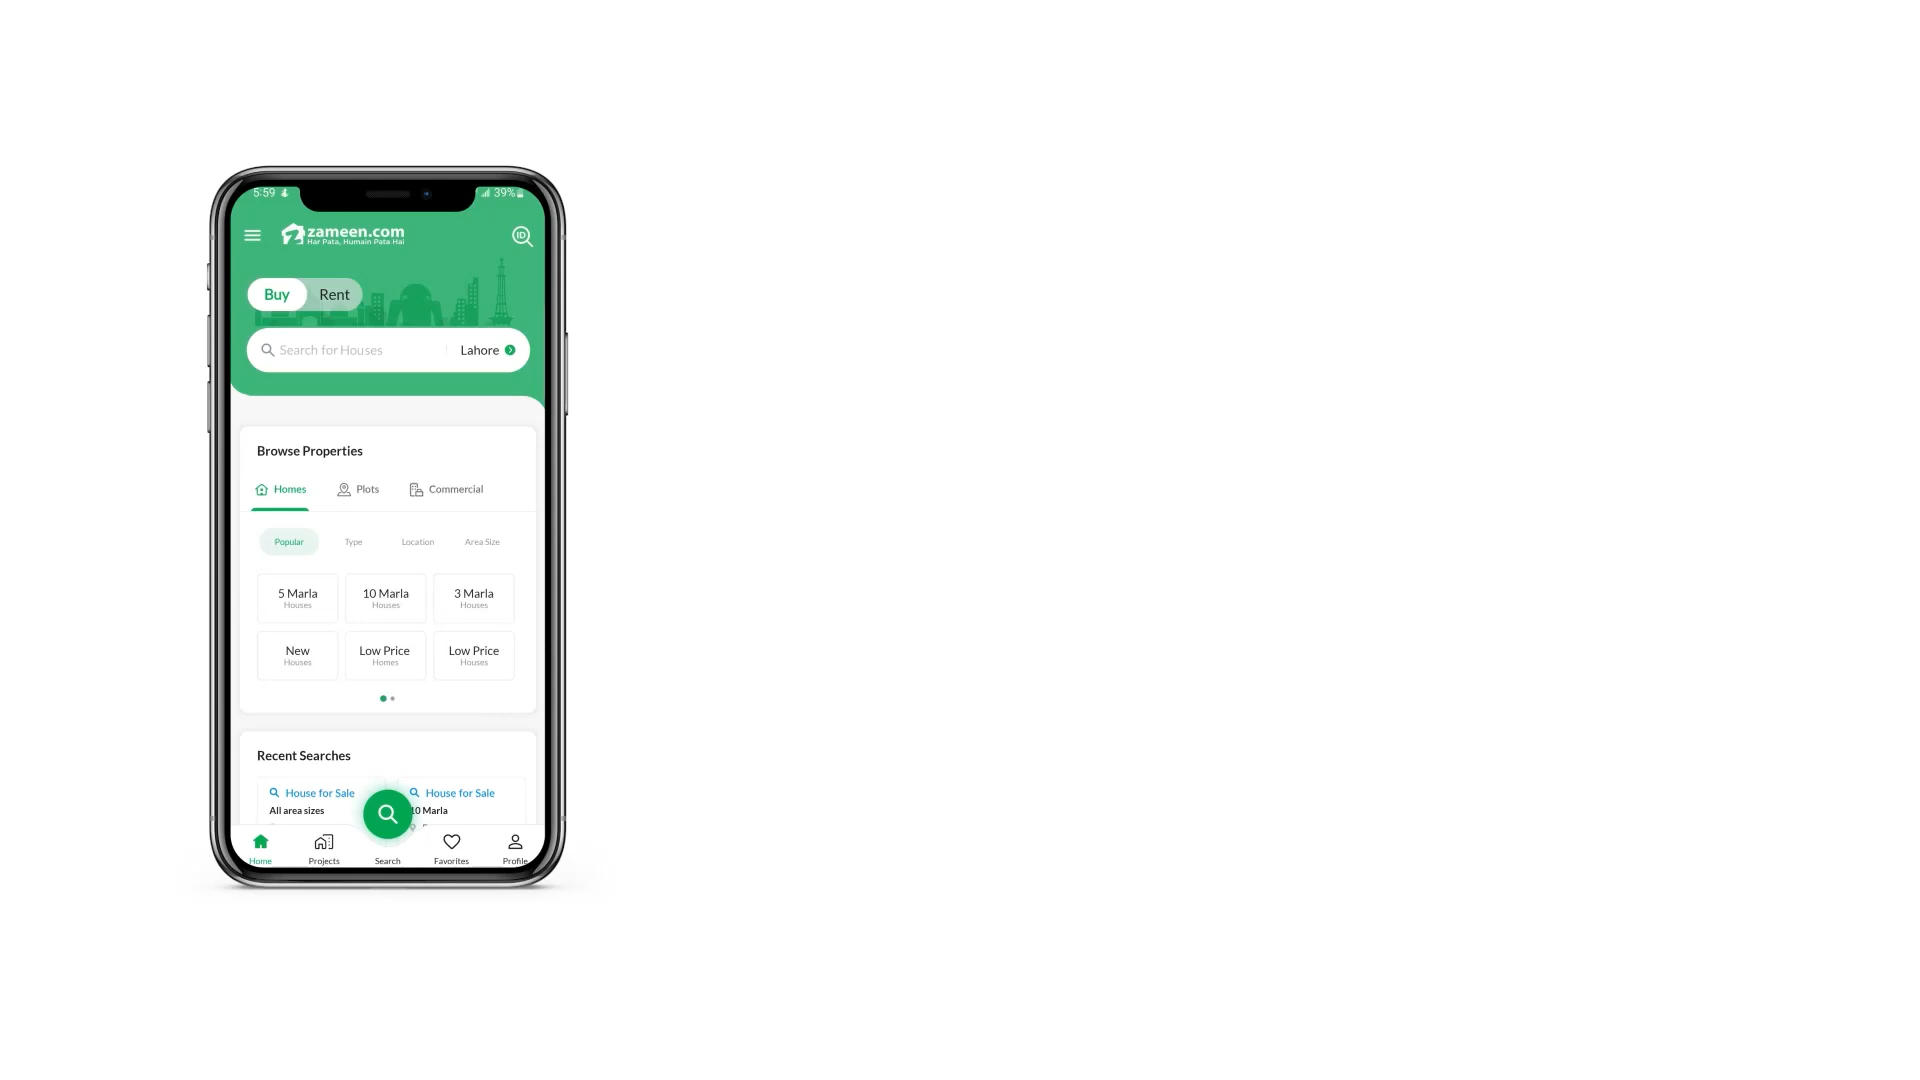 5:59 39%
zameen.com
Har Pata, Humain Pata Hai
ID
Buy Rent
Search for Houses Lahore
Browse Properties
Homes Plots Commercial
Popular Type Location Area Size
5 Marla 10 Marla 3 Marla
Houses Houses Houses
New Low Price Low Price
Houses Homes Houses
Recent Searches
House for Sale House for Sale
All area sizes 10 Marla
Home Projects Search Favorites Profile